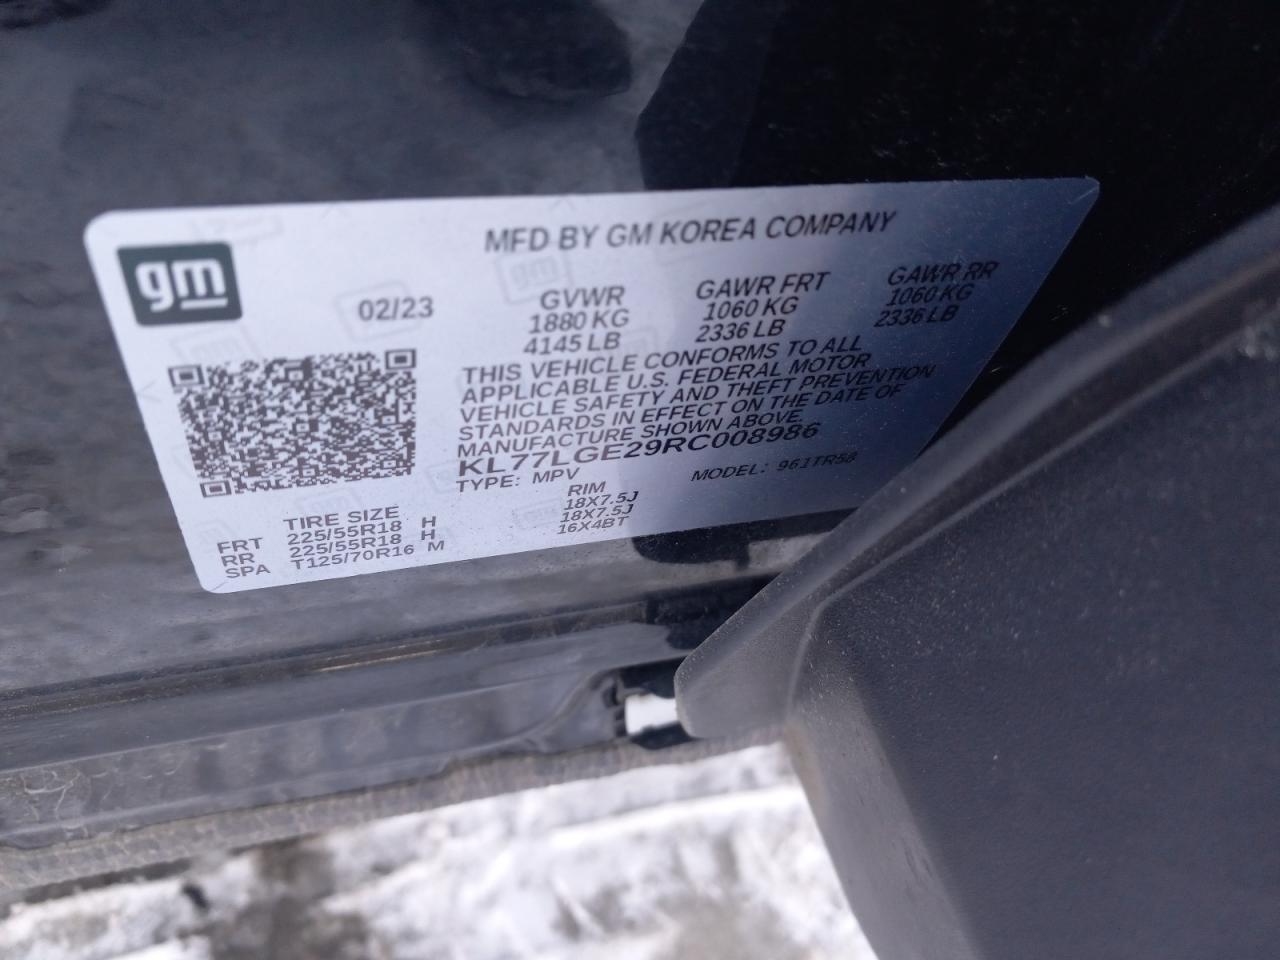 gm
MFD BY GM KOREA COMPANY
02/23
GVWR GAWR FRT GAWR RR
1880 KG 1060 KG 1060 KG
4145 LB 2336 LB 2336 LB
THIS VEHICLE CONFORMS TO ALL
APPLICABLE U.S. FEDERAL MOTOR
VEHICLE SAFETY AND THEFT PREVENTION
STANDARDS IN EFFECT ON THE DATE OF
MANUFACTURE SHOWN ABOVE.
KL77LGE29RC008986
TYPE: MPV MODEL: 961TR58
TIRE SIZE RIM
FRT 225/55R18 H 18X7.5J
RR 225/55R18 H 18X7.5J
SPA T125/70R16 M 16X4BT